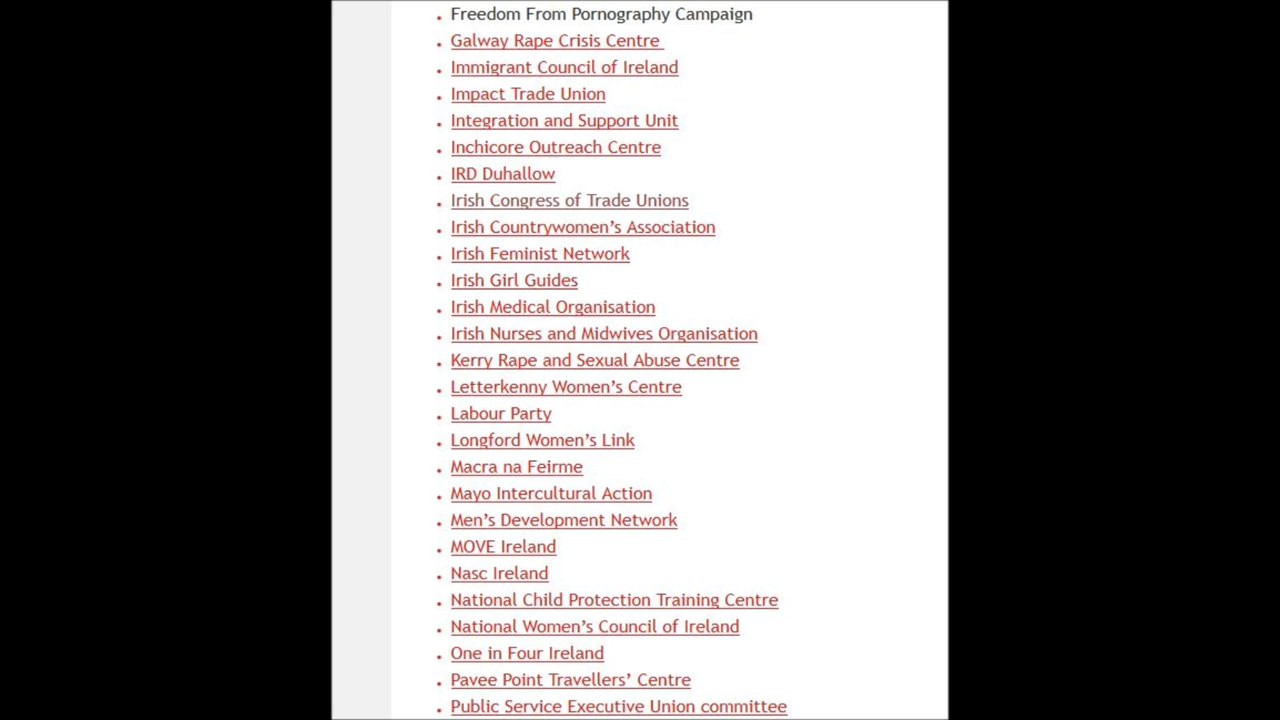 Freedom From Pornography Campaign
Galway Rape Crisis Centre
Immigrant Council of Ireland
Impact Trade Union
Integration and Support Unit
Inchicore Outreach Centre
IRD Duhallow
Irish Congress of Trade Unions
Irish Countrywomen’s Association
Irish Feminist Network
Irish Girl Guides
Irish Medical Organisation
Irish Nurses and Midwives Organisation
Kerry Rape and Sexual Abuse Centre
Letterkenny Women’s Centre
Labour Party
Longford Women’s Link
Macra na Feirme
Mayo Intercultural Action
Men’s Development Network
MOVE Ireland
Nasc Ireland
National Child Protection Training Centre
National Women’s Council of Ireland
One in Four Ireland
Pavee Point Travellers’ Centre
Public Service Executive Union committee